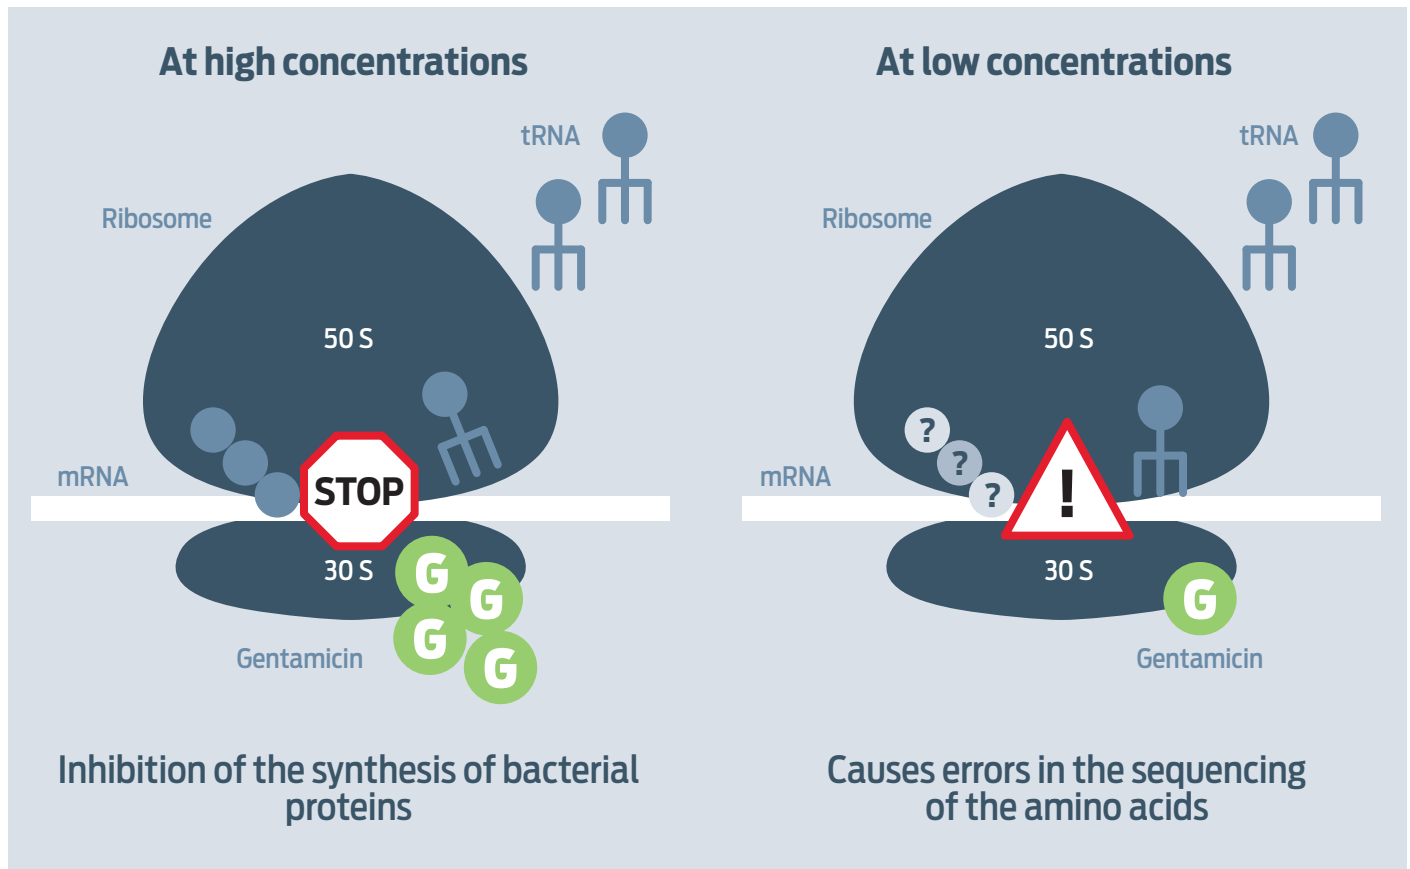 At high concentrations
tRNA
Ribosome
50 S
mRNA
STOP
30 S
G
G
G
G
Gentamicin
Inhibition of the synthesis of bacterial
proteins
At low concentrations
tRNA
Ribosome
50 S
?
?
?
mRNA
!
30 S
G
Gentamicin
Causes errors in the sequencing
of the amino acids